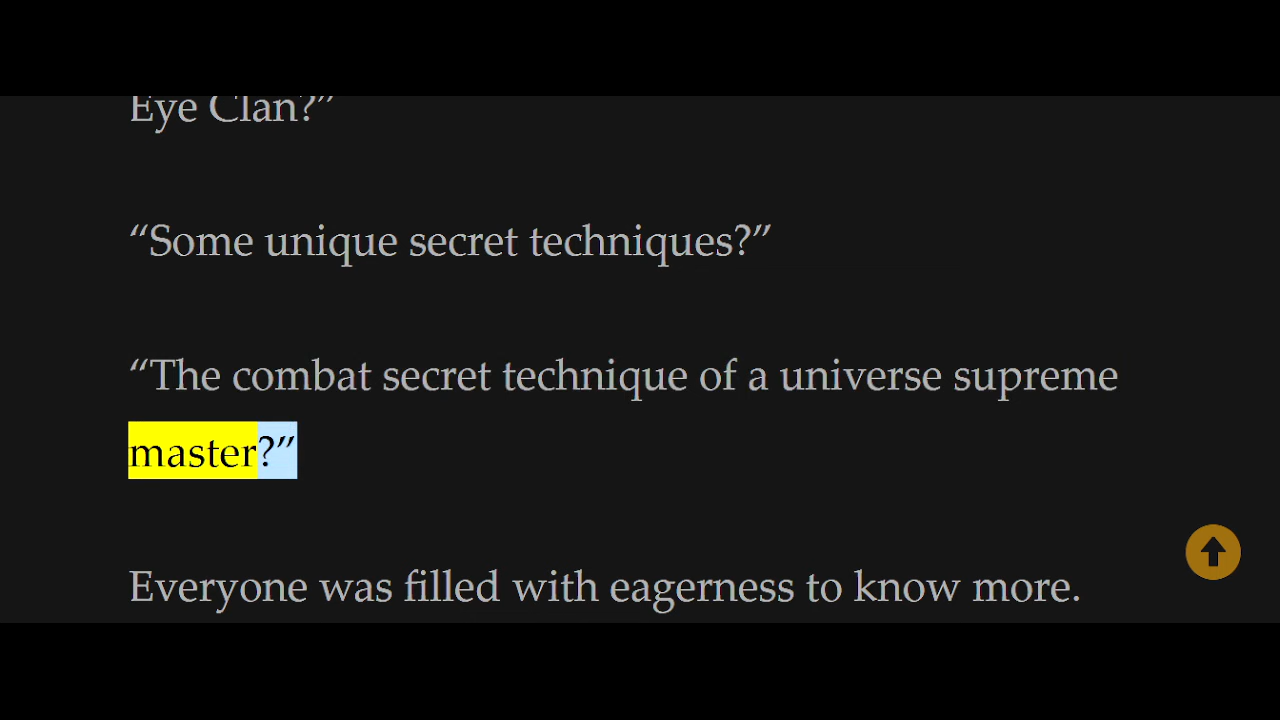 Eye Clan?”
“Some unique secret techniques?”
“The combat secret technique of a universe supreme
master?”
Everyone was filled with eagerness to know more.